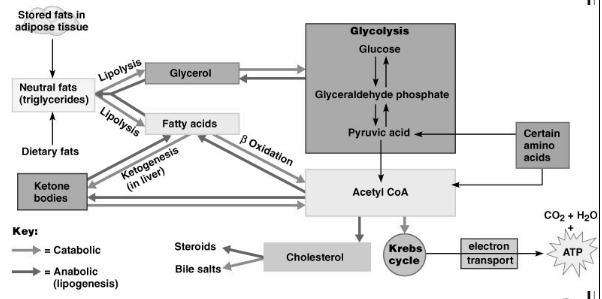 Stored fats in
adipose tissue
Glycolysis
Glucose
Glyceraldehyde phosphate
Pyruvic acid
Lipolysis
Glycerol
Neutral fats
(triglycerides)
Lipolysis
Fatty acids
Dietary fats
β Oxidation
Ketogenesis
(in liver)
Certain
amino
acids
Ketone
bodies
Acetyl CoA
Key:
= Catabolic
= Anabolic
(lipogenesis)
Steroids
Bile salts
Cholesterol
Krebs
cycle
electron
transport
CO2 + H2O
+
ATP